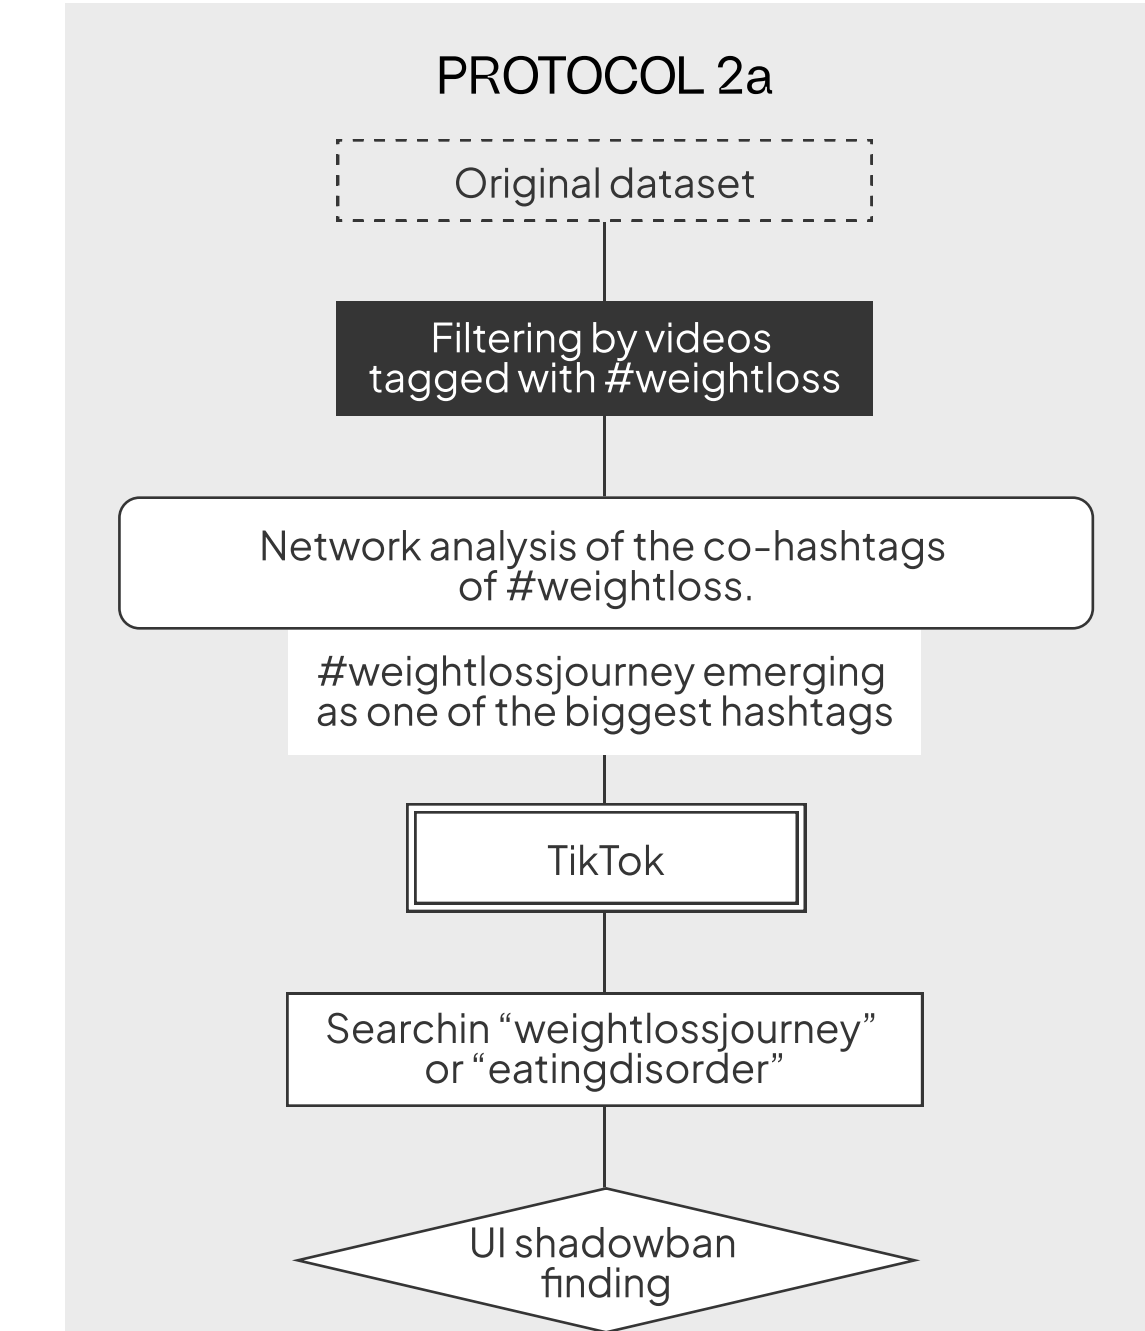 PROTOCOL 2a
Original dataset
Filtering by videos
tagged with #weightloss
Network analysis of the co-hashtags
of #weightloss.
#weightlossjourney emerging
as one of the biggest hashtags
TikTok
Searchin “weightlossjourney”
or “eatingdisorder”
UI shadowban
finding